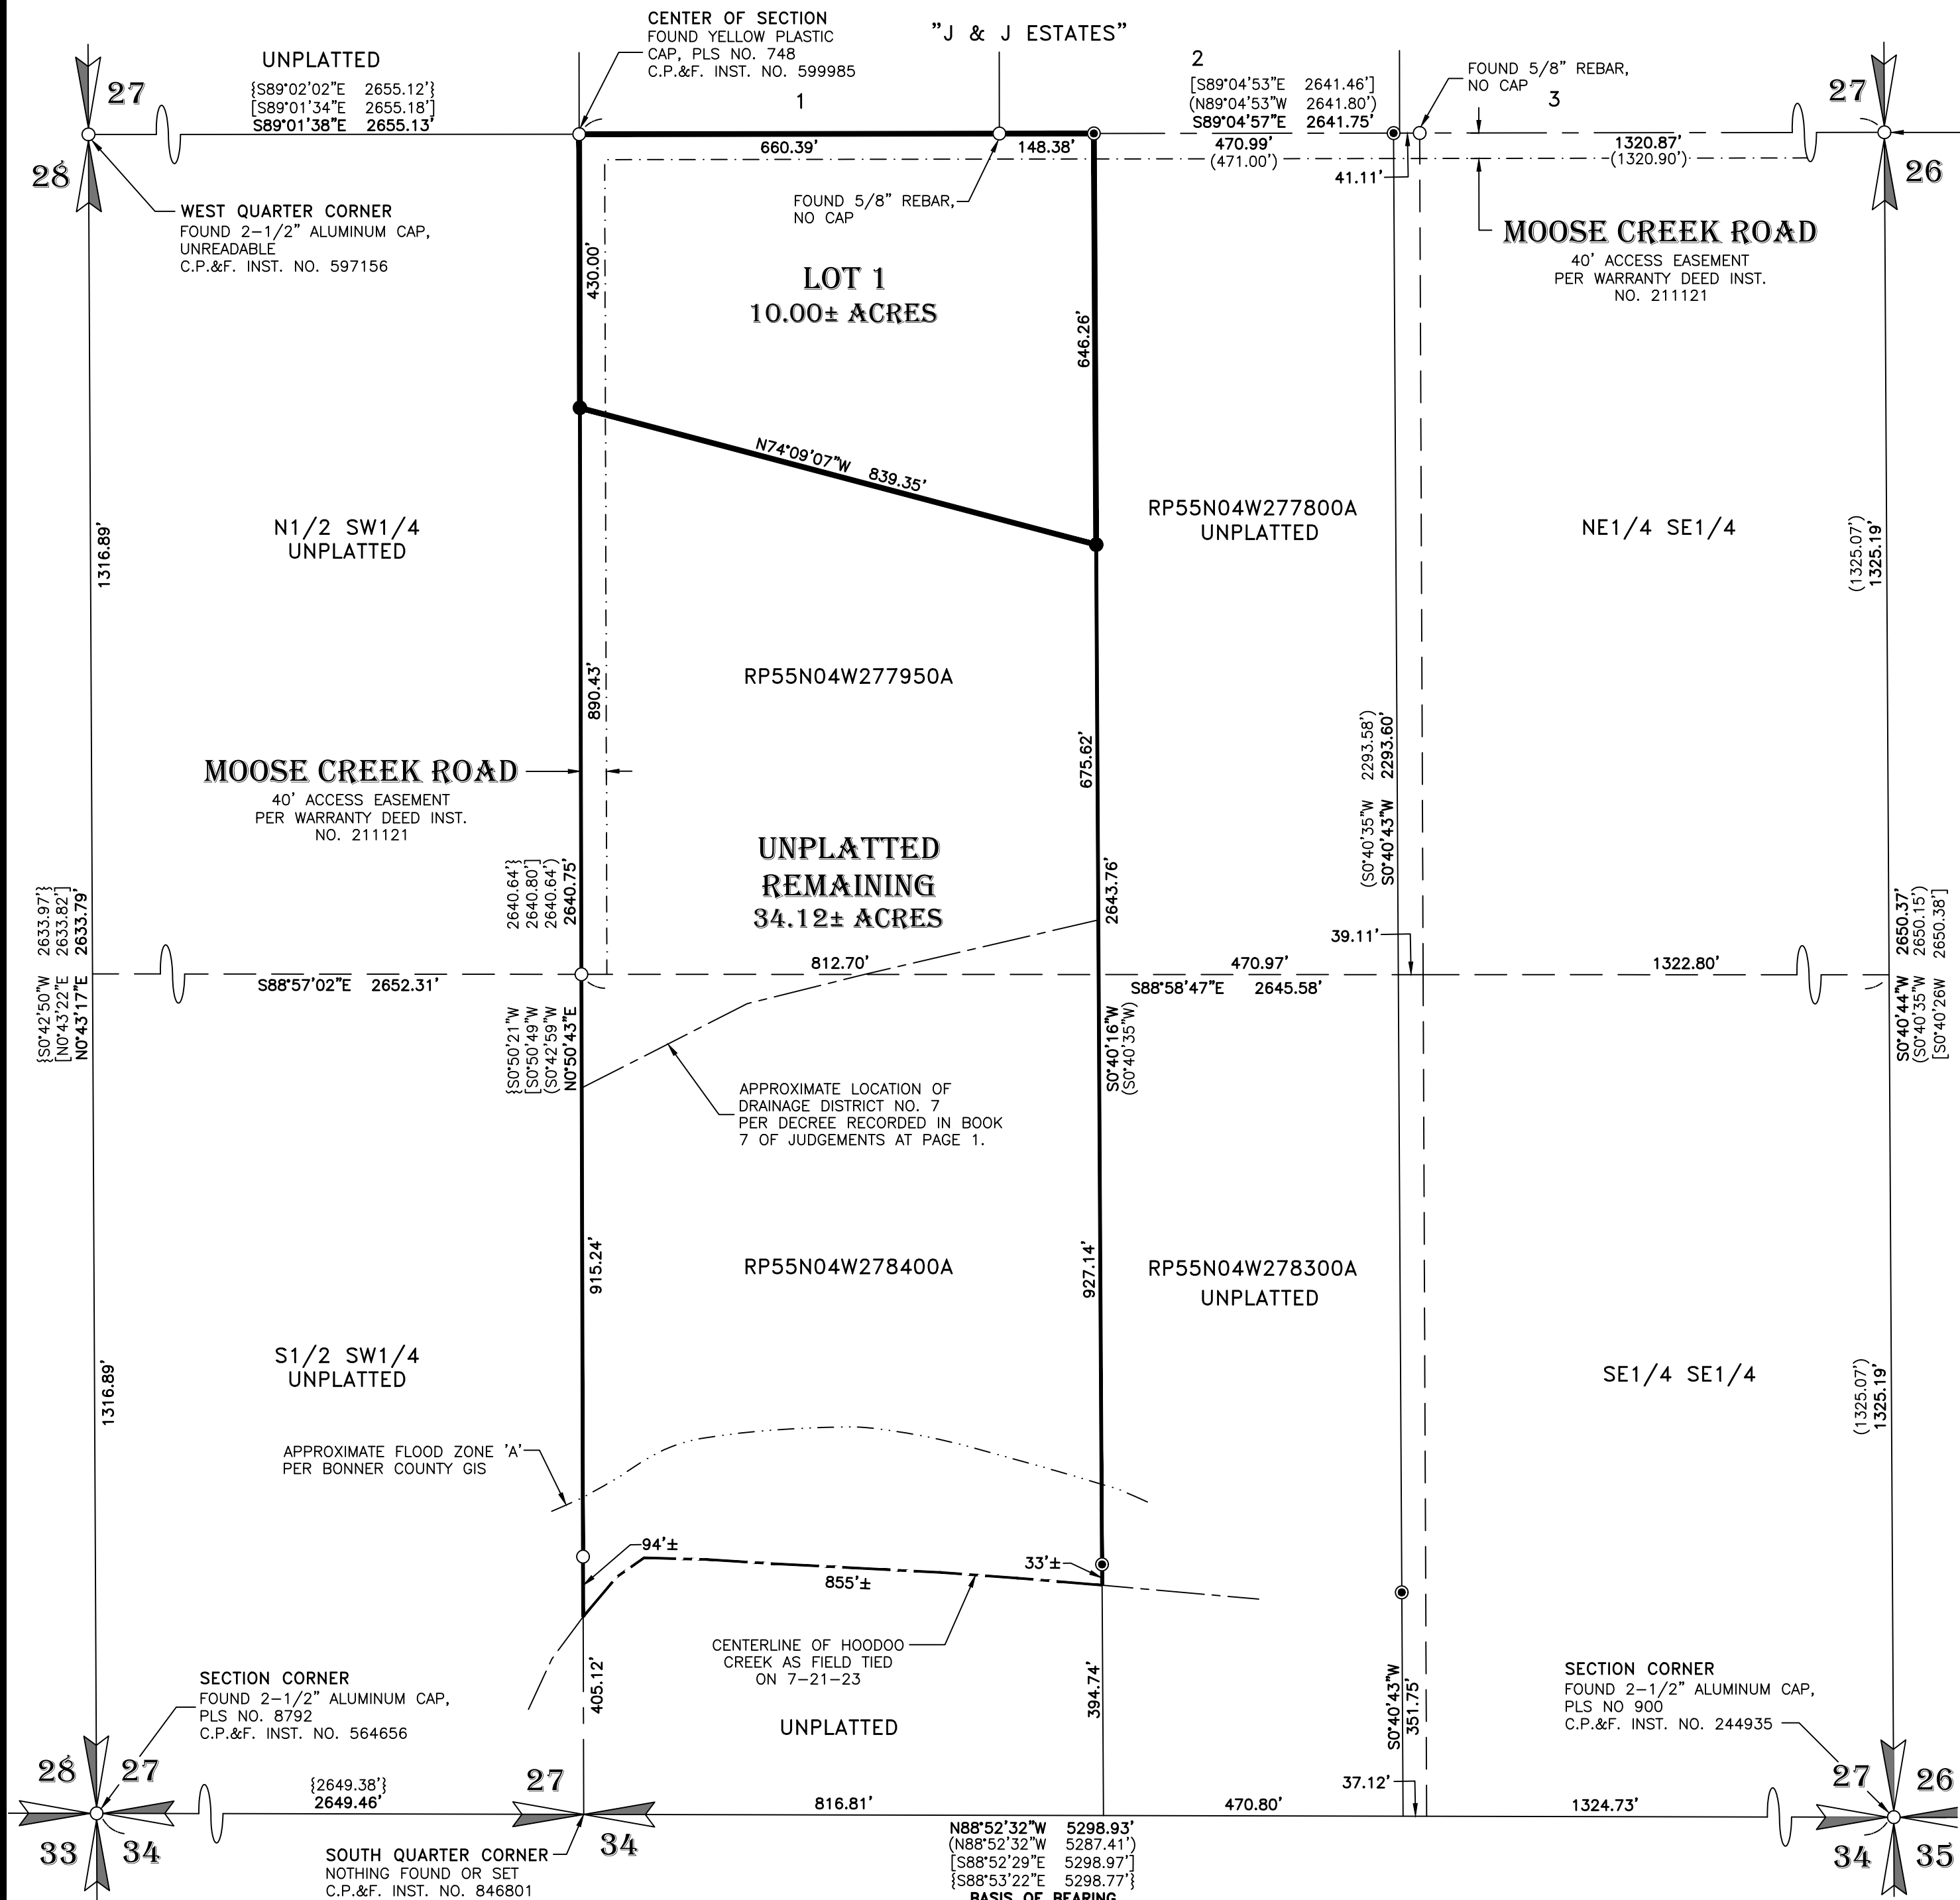 CENTER OF SECTION
FOUND YELLOW PLASTIC
CAP, PLS NO. 748
C.P.&F. INST. NO. 599985
"J & J ESTATES"
UNPLATTED
{S89°02'02"E 2655.12'}
[S89°01'34"E 2655.18']
S89°01'38"E 2655.13'
27
28
1
2
[S89°04'53"E 2641.46']
(N89°04'53"W 2641.80')
S89°04'57"E 2641.75'
FOUND 5/8" REBAR,
NO CAP
3
27
26
660.39'
148.38'
470.99'
(471.00')
41.11'
1320.87'
(1320.90')
WEST QUARTER CORNER
FOUND 2-1/2" ALUMINUM CAP,
UNREADABLE
C.P.&F. INST. NO. 597156
FOUND 5/8" REBAR,
NO CAP
MOOSE CREEK ROAD
40' ACCESS EASEMENT
PER WARRANTY DEED INST.
NO. 211121
430.00'
LOT 1
10.00± ACRES
646.26'
N74°09'07"W 839.35'
1316.89'
N1/2 SW1/4
UNPLATTED
RP55N04W277800A
UNPLATTED
NE1/4 SE1/4
(1325.07')
1325.19'
890.43'
RP55N04W277950A
675.62'
(S0°40'35"W 2293.58')
S0°40'43"W 2293.60'
MOOSE CREEK ROAD
40' ACCESS EASEMENT
PER WARRANTY DEED INST.
NO. 211121
UNPLATTED
REMAINING
34.12± ACRES
{S0°42'50"W 2633.97'}
[N0°43'22"E 2633.82']
N0°43'17"E 2633.79'
{S0°50'21"W 2640.64'}
[S0°50'49"W 2640.80']
(S0°42'59"W 2640.64')
N0°50'43"E 2640.75'
S0°40'16"W 2643.76'
(S0°40'35"W)
S0°40'44"W 2650.37'
(S0°40'35"W 2650.15')
[S0°40'26W 2650.38']
39.11'
S88°57'02"E 2652.31'
812.70'
470.97'
S88°58'47"E 2645.58'
1322.80'
APPROXIMATE LOCATION OF
DRAINAGE DISTRICT NO. 7
PER DECREE RECORDED IN BOOK
7 OF JUDGEMENTS AT PAGE 1.
915.24'
RP55N04W278400A
927.14'
RP55N04W278300A
UNPLATTED
1316.89'
S1/2 SW1/4
UNPLATTED
SE1/4 SE1/4
(1325.07')
1325.19'
APPROXIMATE FLOOD ZONE 'A'
PER BONNER COUNTY GIS
94'±
855'±
33'±
CENTERLINE OF HOODOO
CREEK AS FIELD TIED
ON 7-21-23
405.12'
394.74'
S0°40'43"W
351.75'
UNPLATTED
SECTION CORNER
FOUND 2-1/2" ALUMINUM CAP,
PLS NO. 8792
C.P.&F. INST. NO. 564656
SECTION CORNER
FOUND 2-1/2" ALUMINUM CAP,
PLS NO 900
C.P.&F. INST. NO. 244935
28
27
33
34
{2649.38'}
2649.46'
27
34
816.81'
470.80'
37.12'
1324.73'
27
26
34
35
SOUTH QUARTER CORNER
NOTHING FOUND OR SET
C.P.&F. INST. NO. 846801
N88°52'32"W 5298.93'
(N88°52'32"W 5287.41')
[S88°52'29"E 5298.97']
{S88°53'22"E 5298.77'}
BASIS OF BEARING